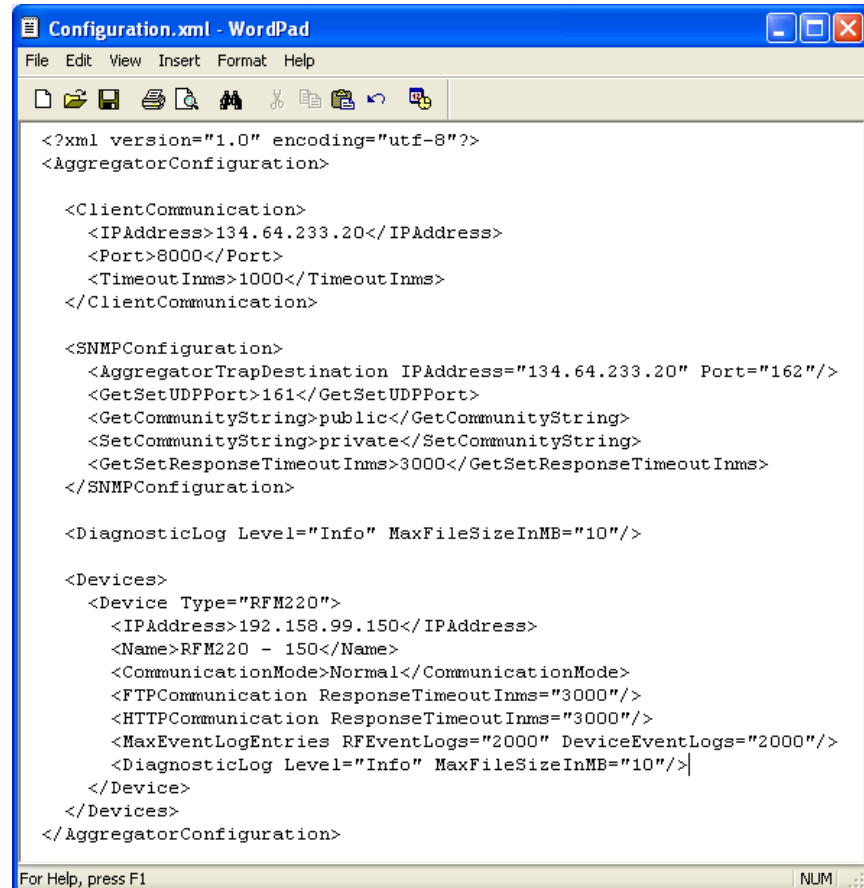 Configuration.xml - WordPad
File Edit View Insert Format Help
<?xml version="1.0" encoding="utf-8"?>
<AggregatorConfiguration>
<ClientCommunication>
<IPAddress>134.64.233.20</IPAddress>
<Port>8000</Port>
<TimeoutInms>1000</TimeoutInms>
</ClientCommunication>
<SNMPConfiguration>
<AggregatorTrapDestination IPAddress="134.64.233.20" Port="162"/>
<GetSetUDPPort>161</GetSetUDPPort>
<GetCommunityString>public</GetCommunityString>
<SetCommunityString>private</SetCommunityString>
<GetSetResponseTimeoutInms>3000</GetSetResponseTimeoutInms>
</SNMPConfiguration>
<DiagnosticLog Level="Info" MaxFileSizeInMB="10"/>
<Devices>
<Device Type="RFM220">
<IPAddress>192.158.99.150</IPAddress>
<Name>RFM220 - 150</Name>
<CommunicationMode>Normal</CommunicationMode>
<FTPCommunication ResponseTimeoutInms="3000"/>
<HTTPCommunication ResponseTimeoutInms="3000"/>
<MaxEventLogEntries RFEventLogs="2000" DeviceEventLogs="2000"/>
<DiagnosticLog Level="Info" MaxFileSizeInMB="10"/>
</Device>
</Devices>
</AggregatorConfiguration>
For Help, press F1
NUM